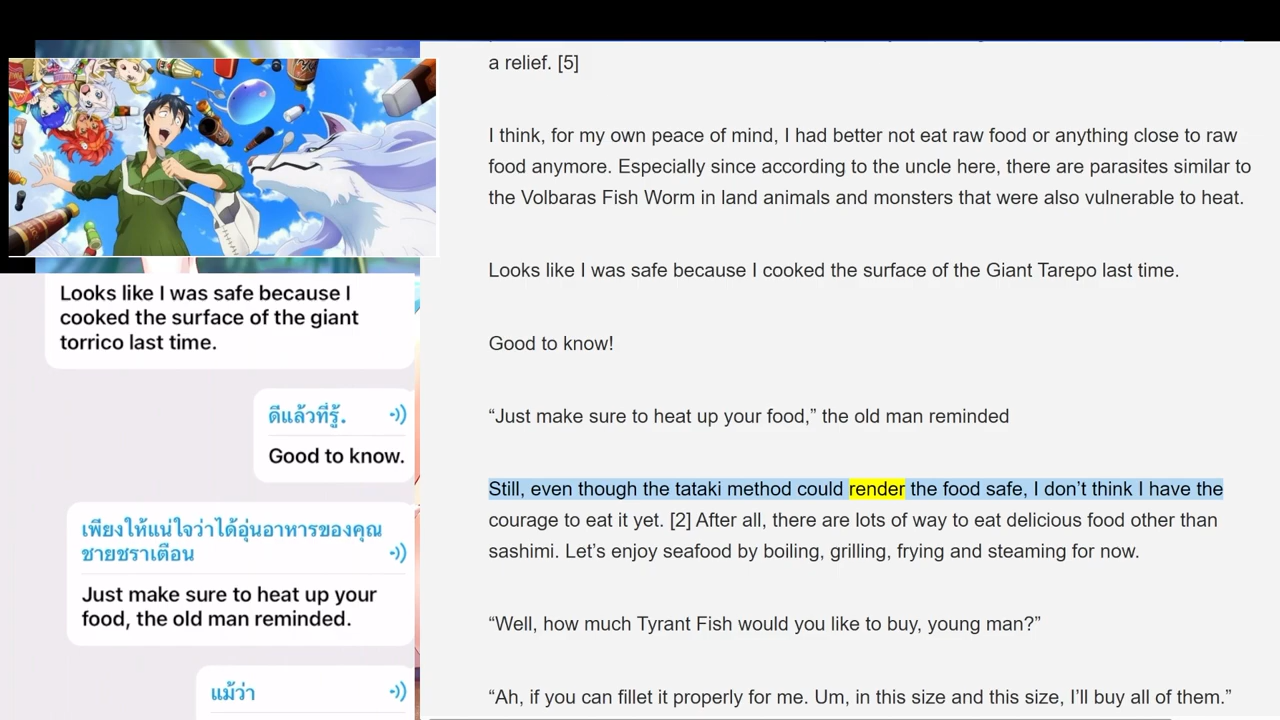 Looks like I was safe because I
cooked the surface of the giant
torrico last time.
ดีแล้วที่รู้.
Good to know.
เพียงให้แน่ใจว่าได้อุ่นอาหารของคุณ
ชายชราเตือน
Just make sure to heat up your
food, the old man reminded.
แม้ว่า
a relief. [5]
I think, for my own peace of mind, I had better not eat raw food or anything close to raw
food anymore. Especially since according to the uncle here, there are parasites similar to
the Volbaras Fish Worm in land animals and monsters that were also vulnerable to heat.
Looks like I was safe because I cooked the surface of the Giant Tarepo last time.
Good to know!
“Just make sure to heat up your food,” the old man reminded
Still, even though the tataki method could render the food safe, I don’t think I have the
courage to eat it yet. [2] After all, there are lots of way to eat delicious food other than
sashimi. Let’s enjoy seafood by boiling, grilling, frying and steaming for now.
“Well, how much Tyrant Fish would you like to buy, young man?”
“Ah, if you can fillet it properly for me. Um, in this size and this size, I’ll buy all of them.”